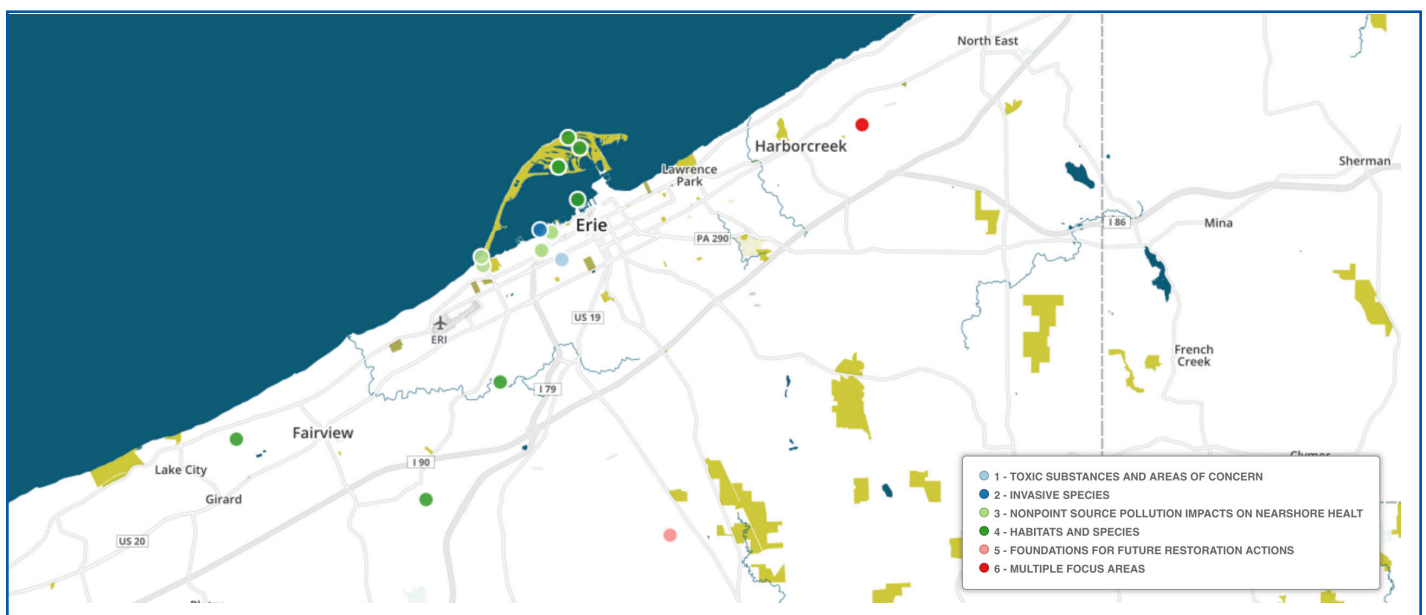 North East
Harborcreek
Lawrence
Park
Sherman
Erie
I 86
Mina
PA 290
US 19
ERI
French
Creek
I 79
Fairview
Lake City
I 90
Girard
US 20
Clymer
1 - TOXIC SUBSTANCES AND AREAS OF CONCERN
2 - INVASIVE SPECIES
3 - NONPOINT SOURCE POLLUTION IMPACTS ON NEARSHORE HEALT
4 - HABITATS AND SPECIES
5 - FOUNDATIONS FOR FUTURE RESTORATION ACTIONS
6 - MULTIPLE FOCUS AREAS